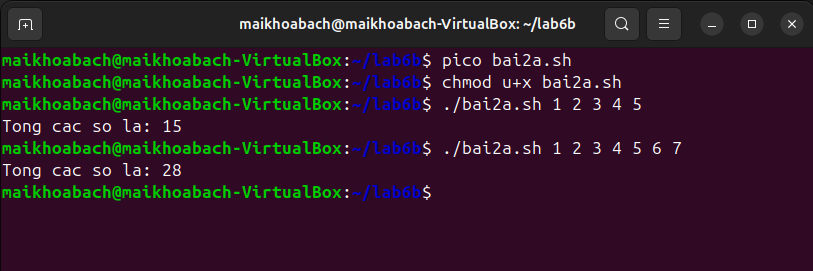 maikhoabach@maikhoabach-VirtualBox: ~/lab6b
maikhoabach@maikhoabach-VirtualBox:~/lab6b$ pico bai2a.sh
maikhoabach@maikhoabach-VirtualBox:~/lab6b$ chmod u+x bai2a.sh
maikhoabach@maikhoabach-VirtualBox:~/lab6b$ ./bai2a.sh 1 2 3 4 5
Tong cac so la: 15
maikhoabach@maikhoabach-VirtualBox:~/lab6b$ ./bai2a.sh 1 2 3 4 5 6 7
Tong cac so la: 28
maikhoabach@maikhoabach-VirtualBox:~/lab6b$